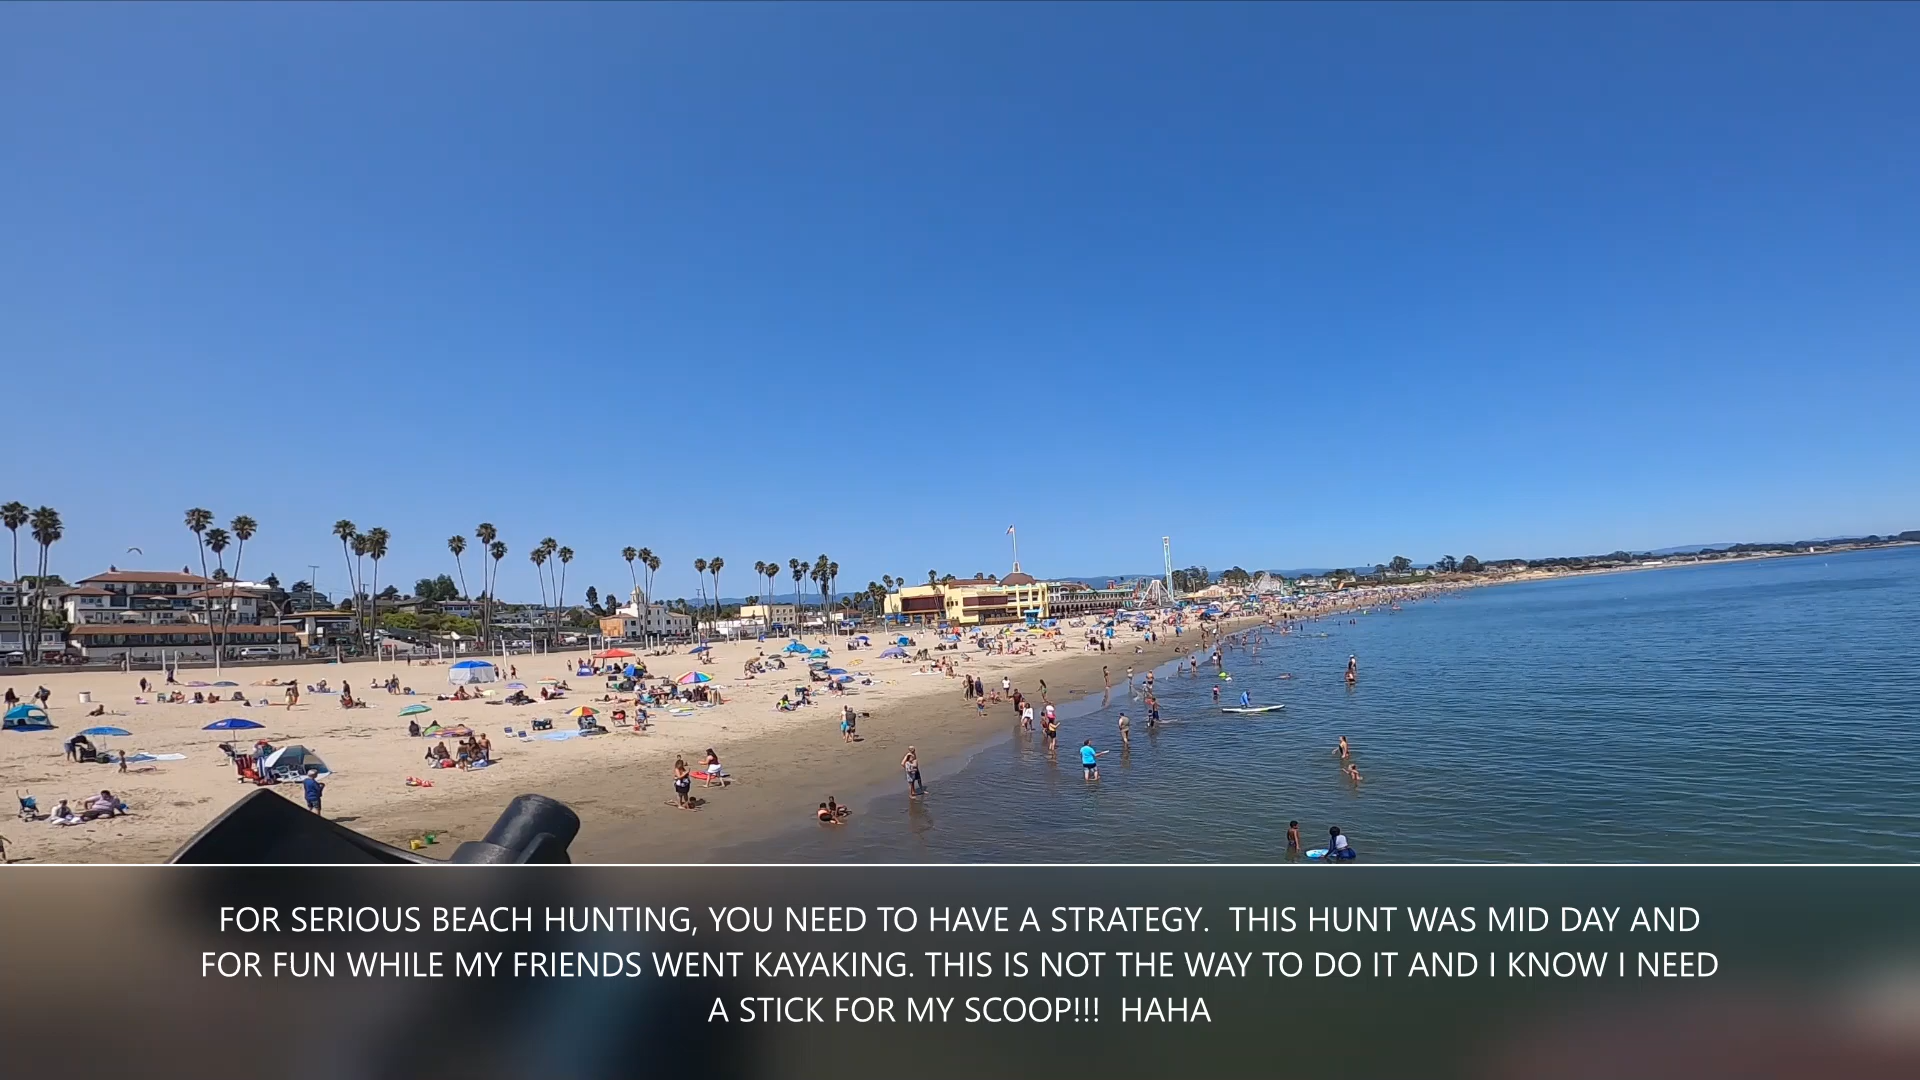 FOR SERIOUS BEACH HUNTING, YOU NEED TO HAVE A STRATEGY.  THIS HUNT WAS MID DAY AND
FOR FUN WHILE MY FRIENDS WENT KAYAKING. THIS IS NOT THE WAY TO DO IT AND I KNOW I NEED
A STICK FOR MY SCOOP!!!  HAHA